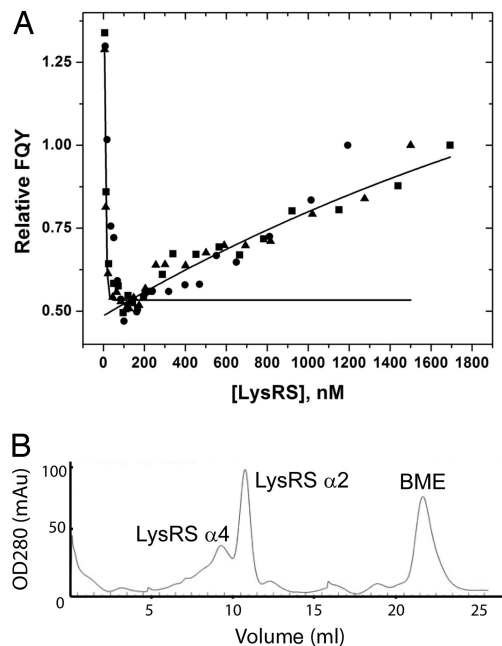 A
Relative FQY
1.25
1.00
0.75
0.50
0 200 400 600 800 1000 1200 1400 1600 1800
[LysRS], nM
B
OD280 (mAu)
100
50
0
LysRS α4
LysRS α2
BME
5 10 15 20 25
Volume (ml)